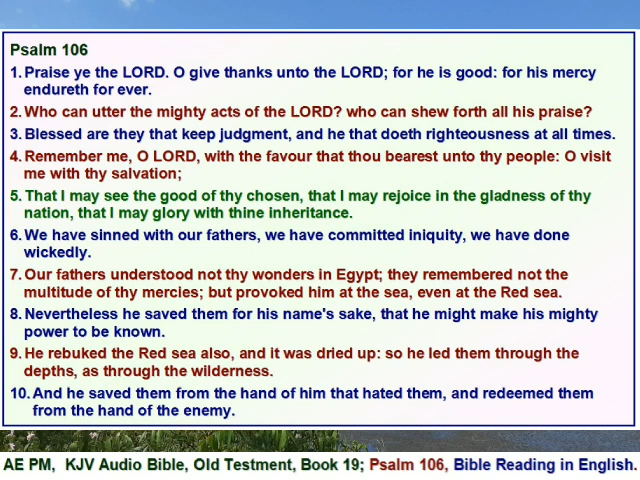 Psalm 106
1. Praise ye the LORD. O give thanks unto the LORD; for he is good: for his mercy
endureth for ever.
2. Who can utter the mighty acts of the LORD? who can shew forth all his praise?
3. Blessed are they that keep judgment, and he that doeth righteousness at all times.
4. Remember me, O LORD, with the favour that thou bearest unto thy people: O visit
me with thy salvation;
5. That I may see the good of thy chosen, that I may rejoice in the gladness of thy
nation, that I may glory with thine inheritance.
6. We have sinned with our fathers, we have committed iniquity, we have done
wickedly.
7. Our fathers understood not thy wonders in Egypt; they remembered not the
multitude of thy mercies; but provoked him at the sea, even at the Red sea.
8. Nevertheless he saved them for his name's sake, that he might make his mighty
power to be known.
9. He rebuked the Red sea also, and it was dried up: so he led them through the
depths, as through the wilderness.
10. And he saved them from the hand of him that hated them, and redeemed them
from the hand of the enemy.
AE PM, KJV Audio Bible, Old Testment, Book 19; Psalm 106, Bible Reading in English.